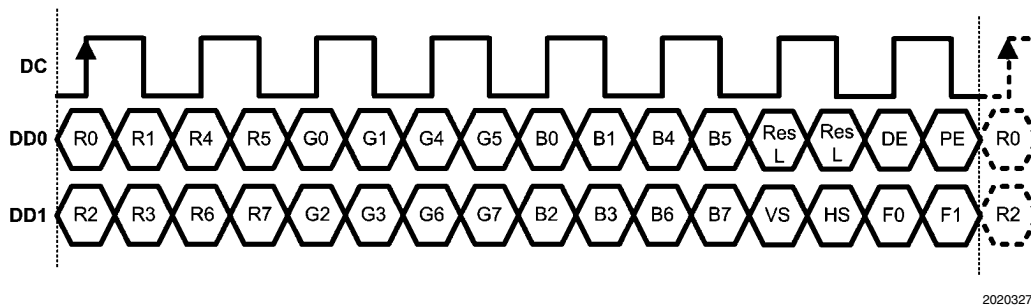 DC
DD0 R0 R1 R4 R5 G0 G1 G4 G5 B0 B1 B4 B5 Res L Res L DE PE R0
DD1 R2 R3 R6 R7 G2 G3 G6 G7 B2 B3 B6 B7 VS HS F0 F1 R2
2020327